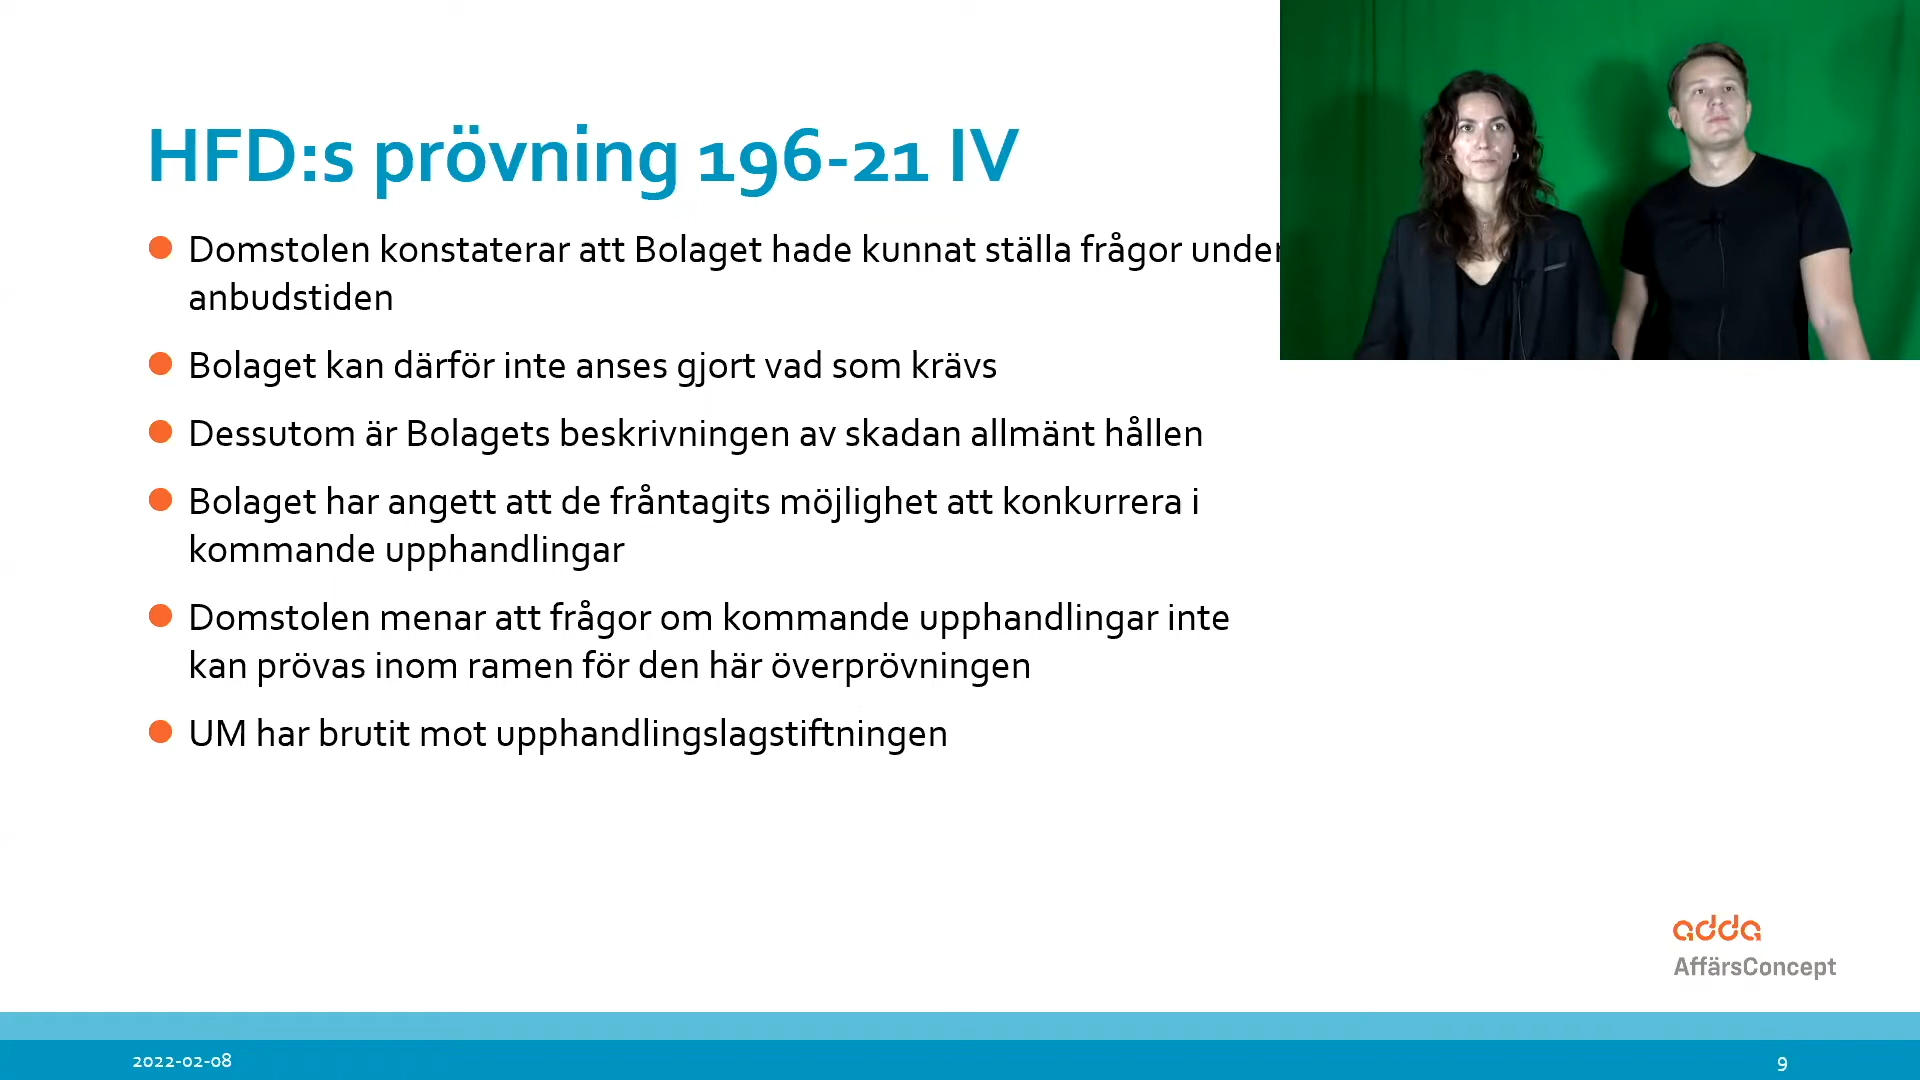 HFD:s prövning 196-21 IV
Domstolen konstaterar att Bolaget hade kunnat ställa frågor under
anbudstiden
Bolaget kan därför inte anses gjort vad som krävs
Dessutom är Bolagets beskrivningen av skadan allmänt hållen
Bolaget har angett att de fråntagits möjlighet att konkurrera i
kommande upphandlingar
Domstolen menar att frågor om kommande upphandlingar inte
kan prövas inom ramen för den här överprövningen
UM har brutit mot upphandlingslagstiftningen
adda
AffärsConcept
2022-02-08
9